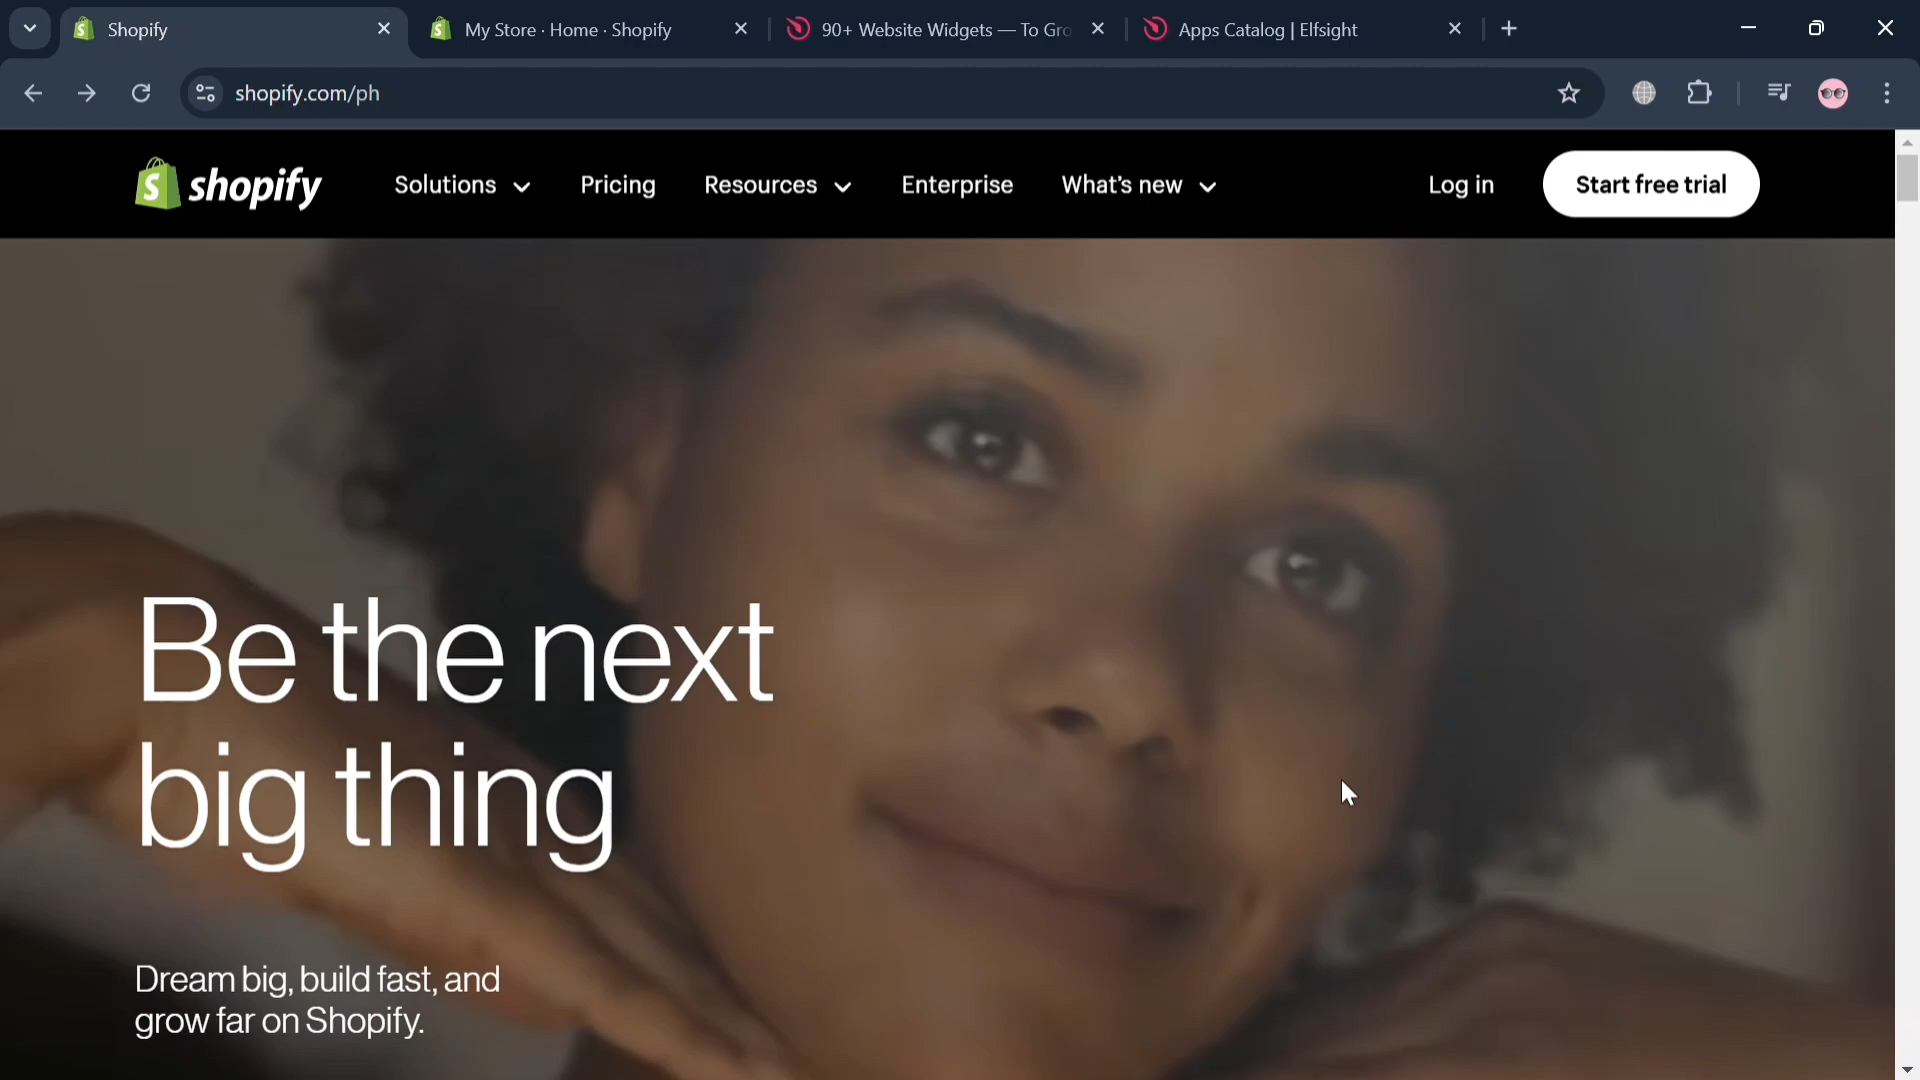 Shopify
My Store · Home · Shopify
90+ Website Widgets — To Gro
Apps Catalog | Elfsight
shopify.com/ph
shopify
Solutions
Pricing
Resources
Enterprise
What's new
Log in
Start free trial
Be the next
big thing
Dream big, build fast, and
grow far on Shopify.